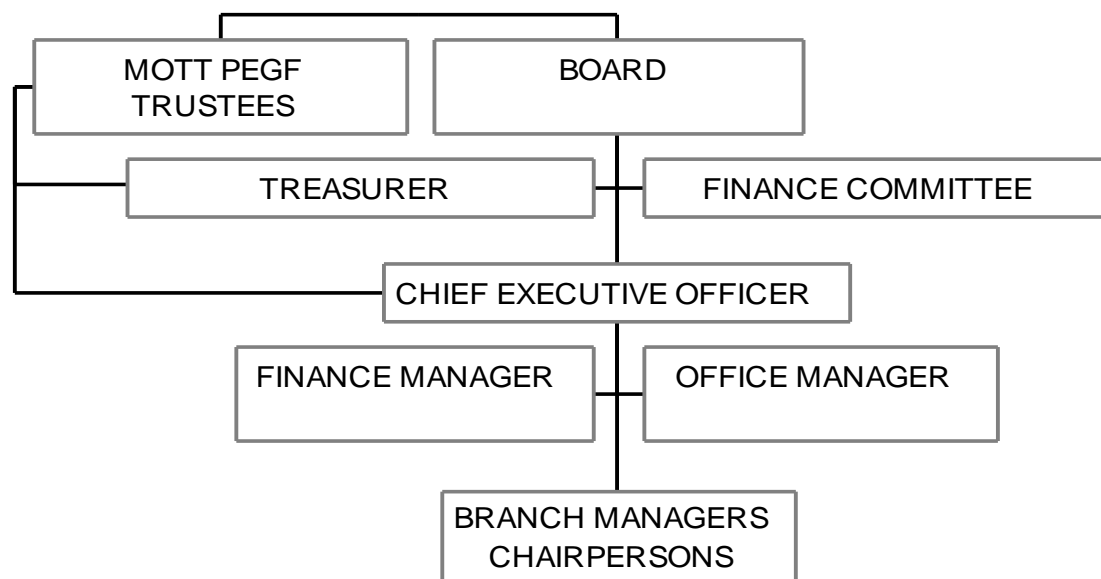 MOTT PEGF
TRUSTEES
BOARD
TREASURER
FINANCE COMMITTEE
CHIEF EXECUTIVE OFFICER
FINANCE MANAGER
OFFICE MANAGER
BRANCH MANAGERS
CHAIRPERSONS